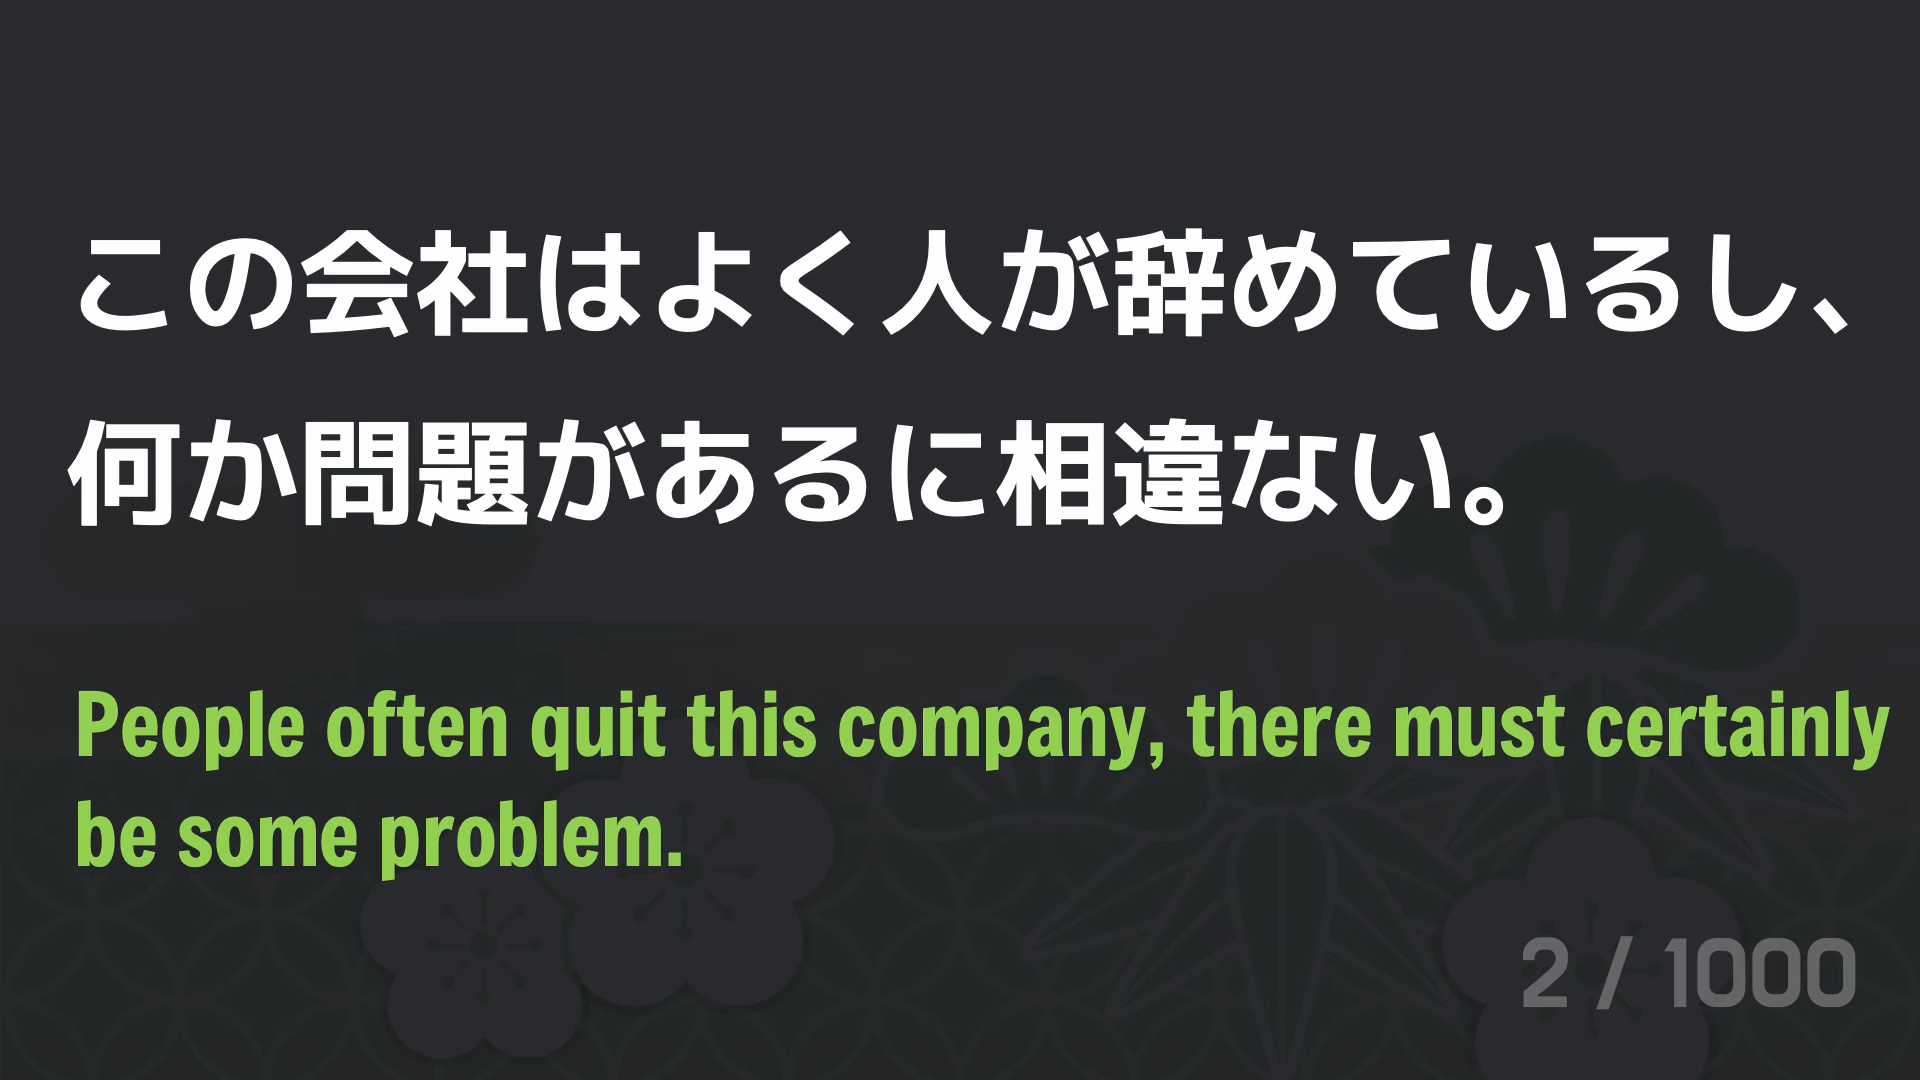 この会社はよく人が辞めているし、
何か問題があるに相違ない。
People often quit this company, there must certainly
be some problem.
2 / 1000